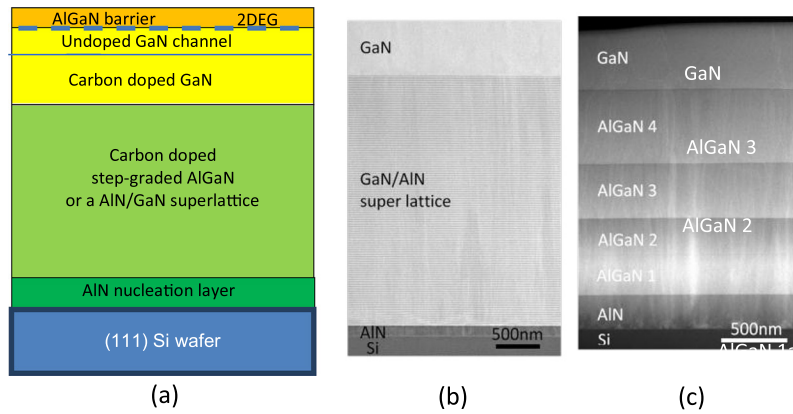 AlGaN barrier 2DEG
Undoped GaN channel
Carbon doped GaN
Carbon doped
step-graded AlGaN
or a AlN/GaN superlattice
AlN nucleation layer
(111) Si wafer
(a)
GaN
GaN/AlN
super lattice
AlN
Si
500nm
(b)
GaN
GaN
AlGaN 4
AlGaN 3
AlGaN 3
AlGaN 2
AlGaN 2
AlGaN 1
AlN
Si
500nm
AlGaN 1
(c)